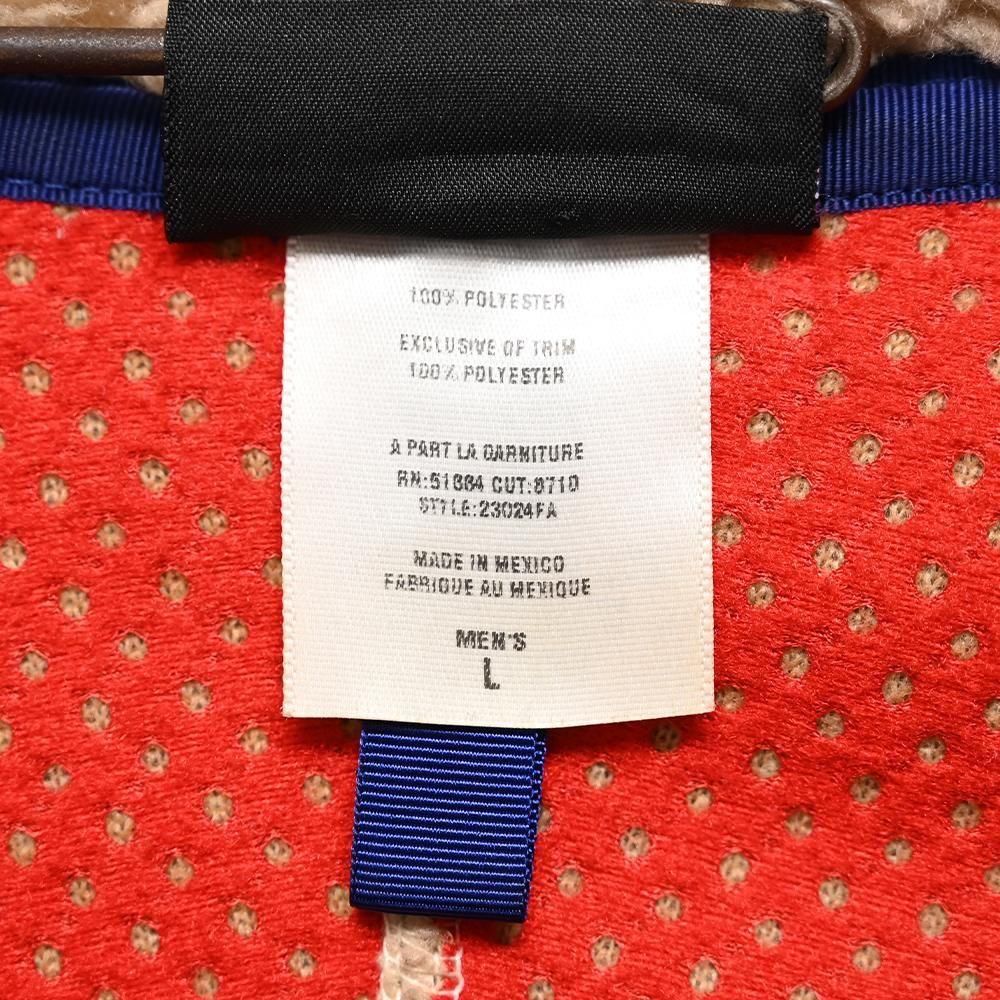 100% POLYESTER
EXCLUSIVE OF TRIM
100% POLYESTER
A PART LA GARNITURE
RN:51884 CUT:8710
STYLE:23024FA
MADE IN MEXICO
FABRIQUE AU MEXIQUE
MEN'S
L